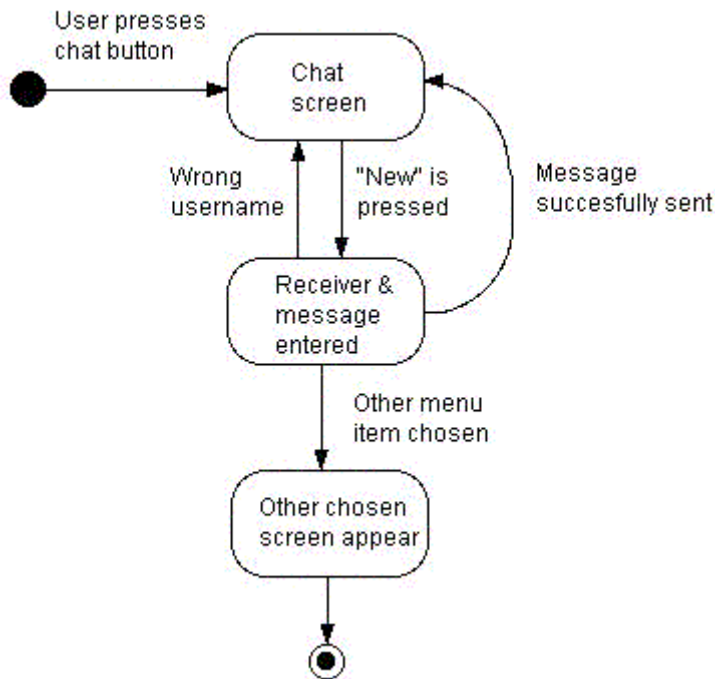 User presses
chat button
Chat
screen
Wrong
username
"New" is
pressed
Message
succesfully sent
Receiver &
message
entered
Other menu
item chosen
Other chosen
screen appear